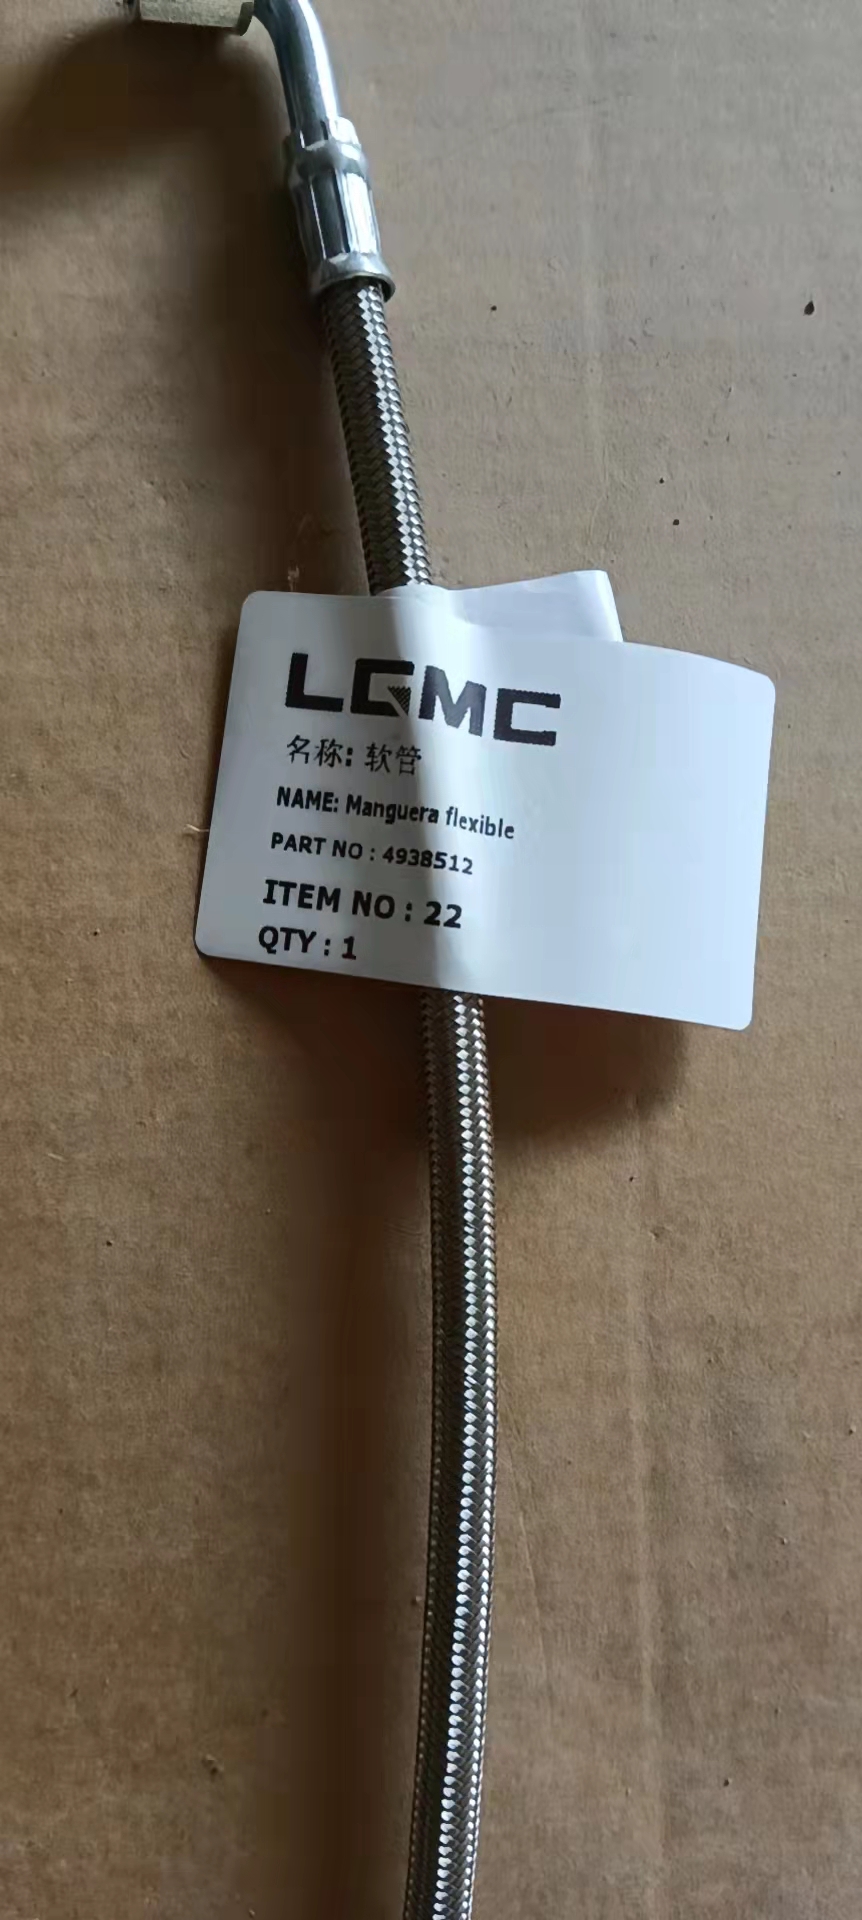 LGMC
名称: 软管
NAME: Manguera flexible
PART NO : 4938512
ITEM NO : 22
QTY : 1